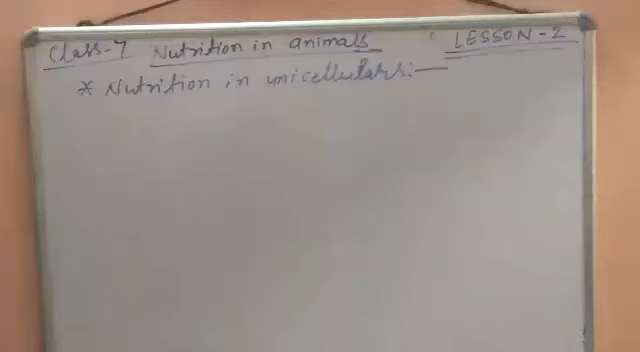 Class-7 Nutrition in animals LESSON-2
* Nutrition in unicellulars:—